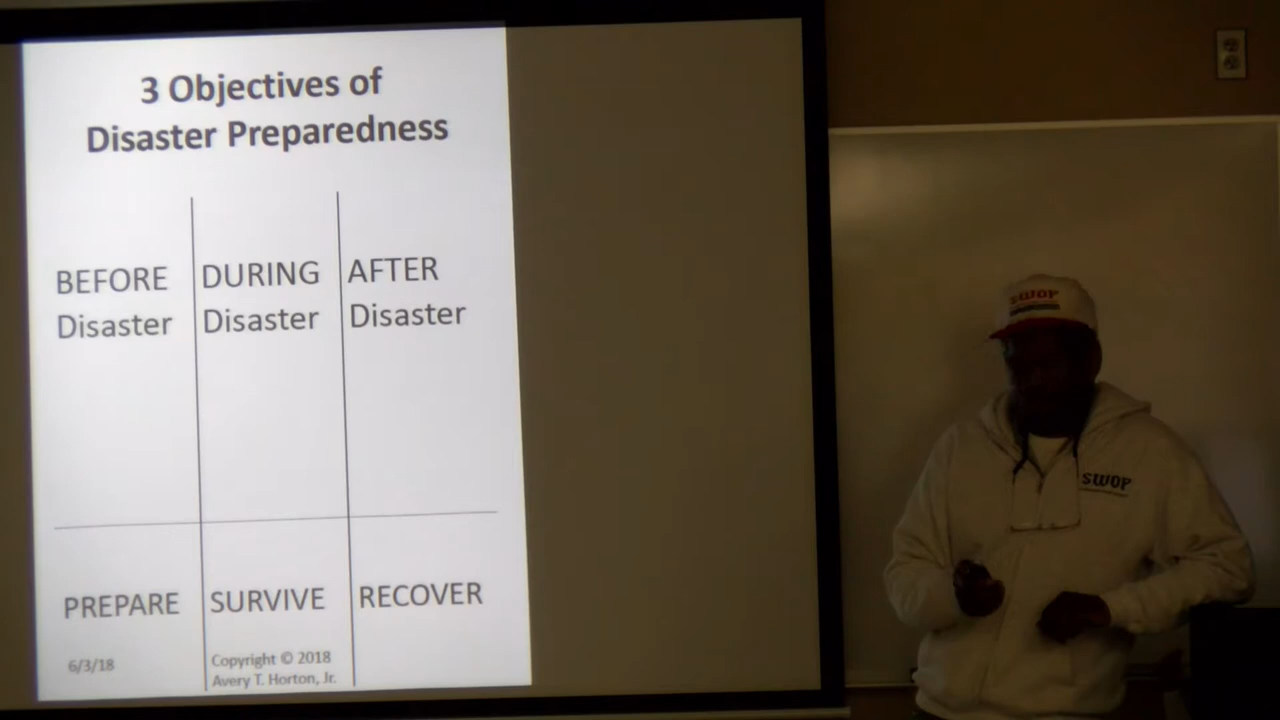 3 Objectives of
Disaster Preparedness
BEFORE
Disaster
DURING
Disaster
AFTER
Disaster
PREPARE
SURVIVE
RECOVER
6/3/18
Copyright © 2018
Avery T. Horton, Jr.
SWOP
SWOP